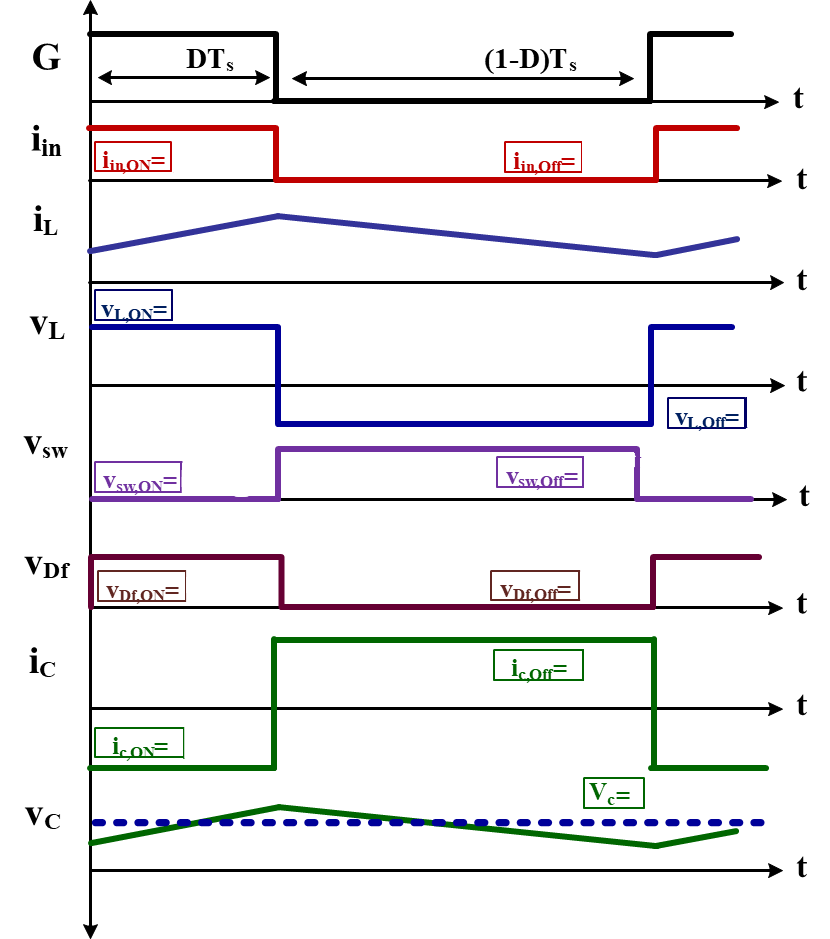 G
DTs
(1-D)Ts
t
iin
iin,ON=
iin,Off=
t
iL
t
vL,ON=
vL
t
vL,Off=
vsw
vsw,ON=
vsw,Off=
t
vDf
vDf,ON=
vDf,Off=
t
iC
ic,Off=
t
ic,ON=
Vc=
vC
t